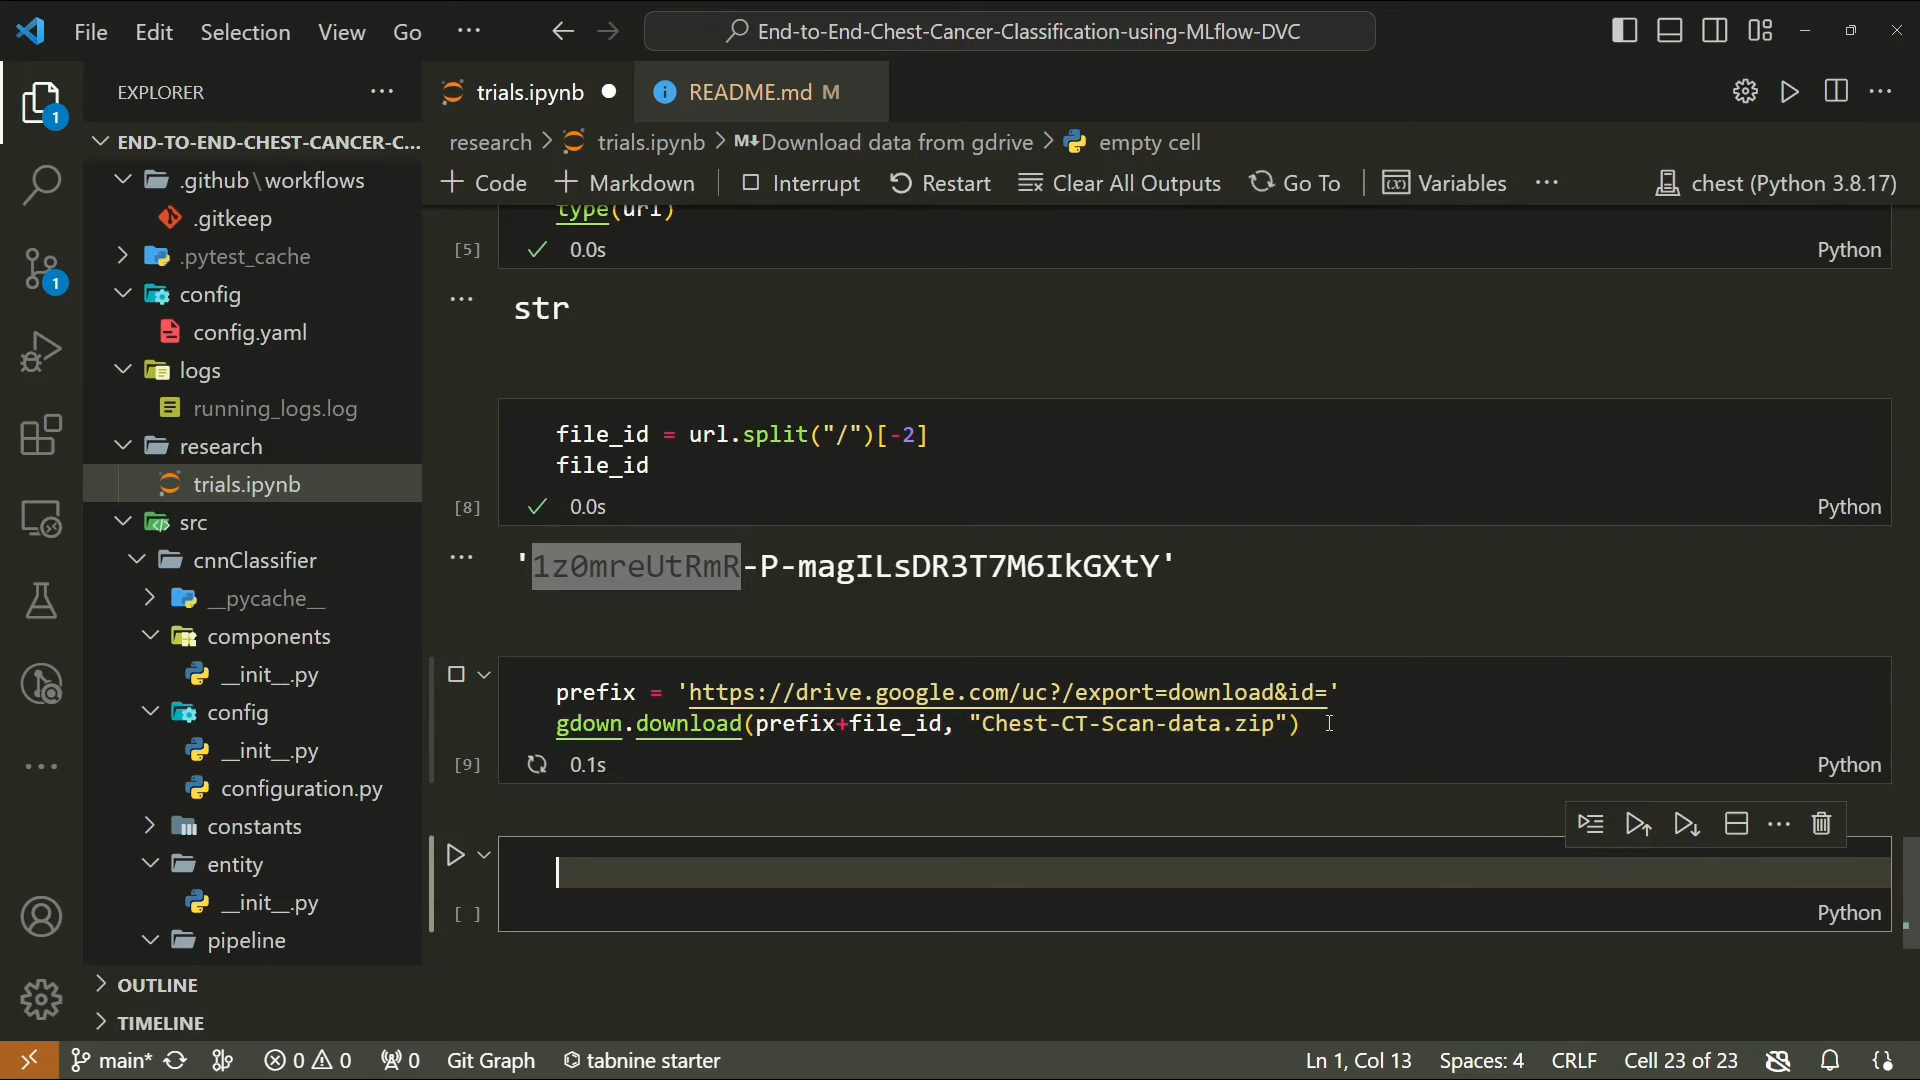 File Edit Selection View Go ···
End-to-End-Chest-Cancer-Classification-using-MLflow-DVC
1
1
EXPLORER ···
END-TO-END-CHEST-CANCER-C...
.github\workflows
.gitkeep
.pytest_cache
config
config.yaml
logs
running_logs.log
research
trials.ipynb
src
cnnClassifier
__pycache__
components
__init__.py
config
__init__.py
configuration.py
constants
entity
__init__.py
pipeline
OUTLINE
TIMELINE
trials.ipynb README.md M
research > trials.ipynb > M↓Download data from gdrive > empty cell
+ Code + Markdown Interrupt Restart Clear All Outputs Go To Variables ··· chest (Python 3.8.17)
type(url)
[5] ✓ 0.0s Python
··· str
file_id = url.split("/")[-2]
file_id
[8] ✓ 0.0s Python
··· '1z0mreUtRmR-P-magILsDR3T7M6IkGXtY'
prefix = 'https://drive.google.com/uc?/export=download&id='
gdown.download(prefix+file_id, "Chest-CT-Scan-data.zip")
[9] 0.1s Python
[ ] Python
main* 0 0 0 Git Graph tabnine starter Ln 1, Col 13 Spaces: 4 CRLF Cell 23 of 23